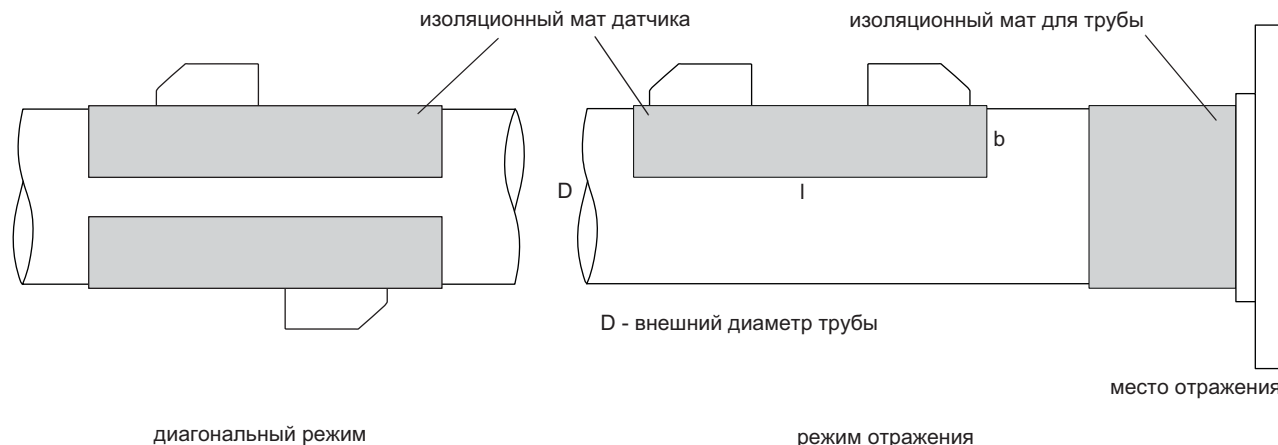 изоляционный мат датчика
изоляционный мат для трубы
b
D
l
D - внешний диаметр трубы
место отражения
диагональный режим
режим отражения